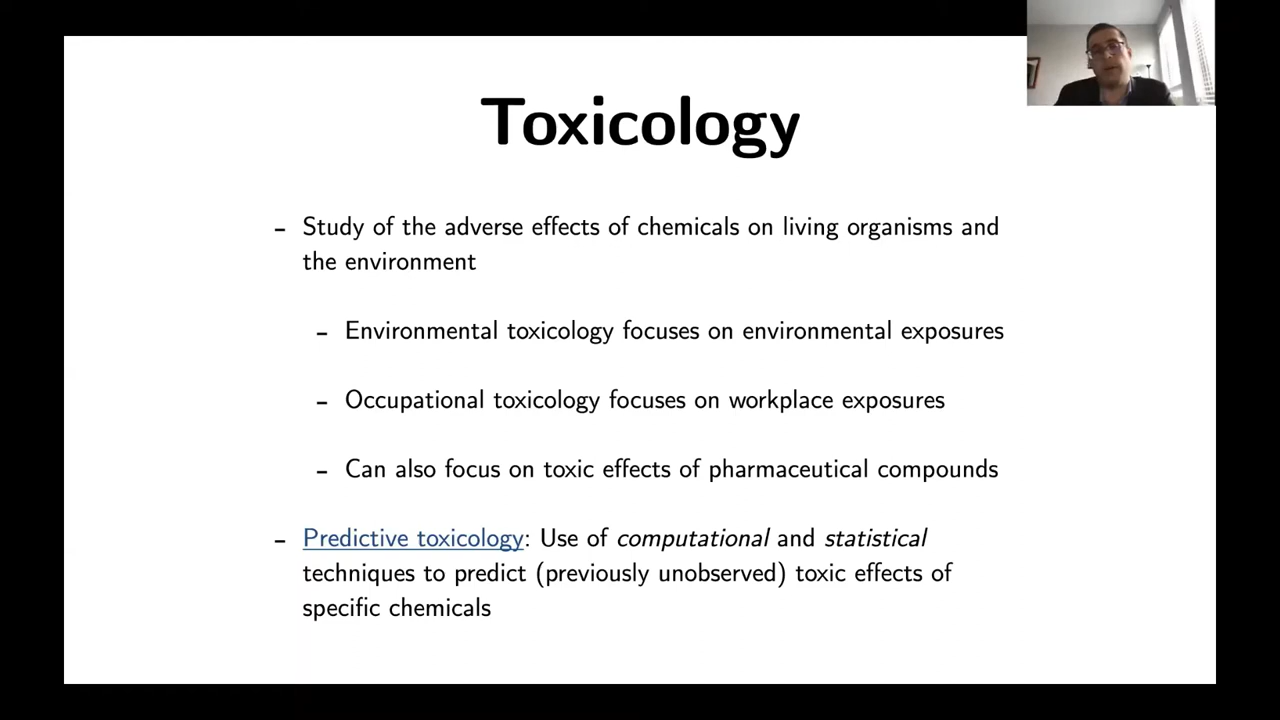 Toxicology
- Study of the adverse effects of chemicals on living organisms and
the environment
- Environmental toxicology focuses on environmental exposures
- Occupational toxicology focuses on workplace exposures
- Can also focus on toxic effects of pharmaceutical compounds
- Predictive toxicology: Use of computational and statistical
techniques to predict (previously unobserved) toxic effects of
specific chemicals